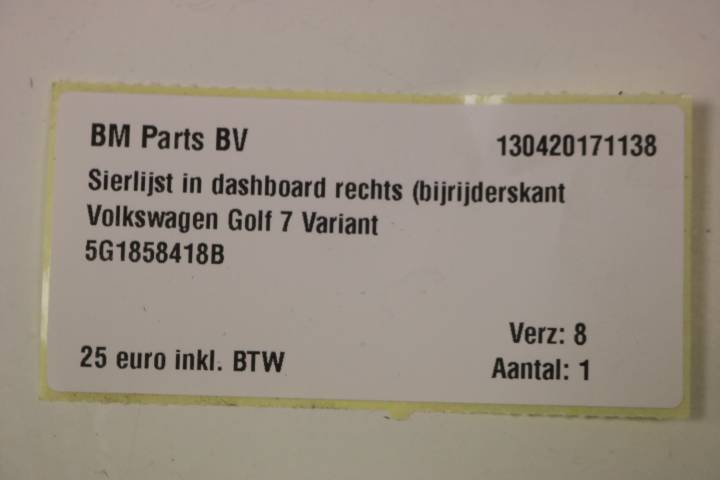 BM Parts BV 130420171138
Sierlijst in dashboard rechts (bijrijderskant
Volkswagen Golf 7 Variant
5G1858418B
Verz: 8
25 euro inkl. BTW Aantal: 1